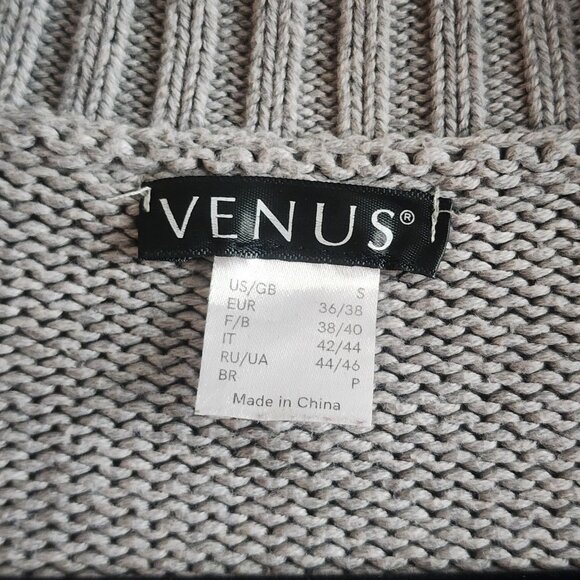 VENUS®
US/GB S
EUR 36/38
F/B 38/40
IT 42/44
RU/UA 44/46
BR P
Made in China